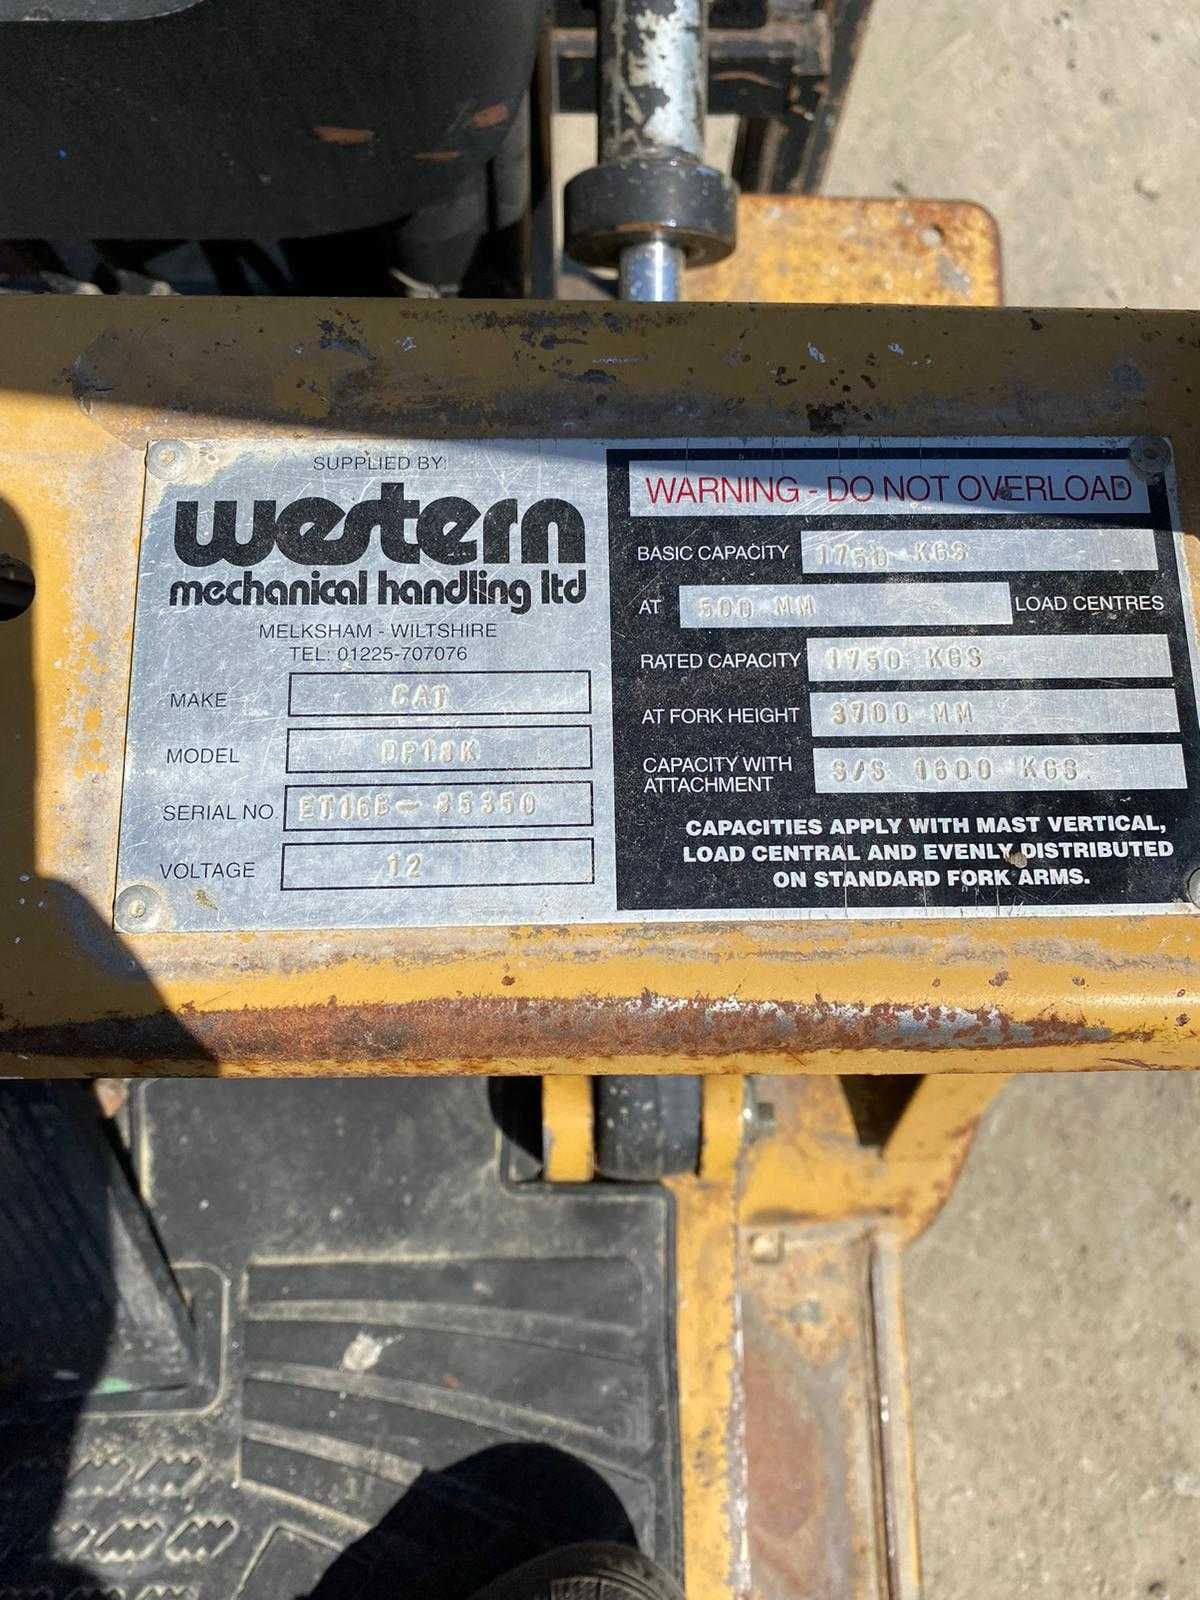 SUPPLIED BY:
western
mechanical handling ltd
MELKSHAM - WILTSHIRE
TEL: 01225-707076
MAKE CAT
MODEL DP18K
SERIAL NO. ET16B-85350
VOLTAGE 12
WARNING - DO NOT OVERLOAD
BASIC CAPACITY 1750 KGS
AT 500 MM LOAD CENTRES
RATED CAPACITY 1750 KGS
AT FORK HEIGHT 3700 MM
CAPACITY WITH
ATTACHMENT S/S 1600 KGS
CAPACITIES APPLY WITH MAST VERTICAL,
LOAD CENTRAL AND EVENLY DISTRIBUTED
ON STANDARD FORK ARMS.